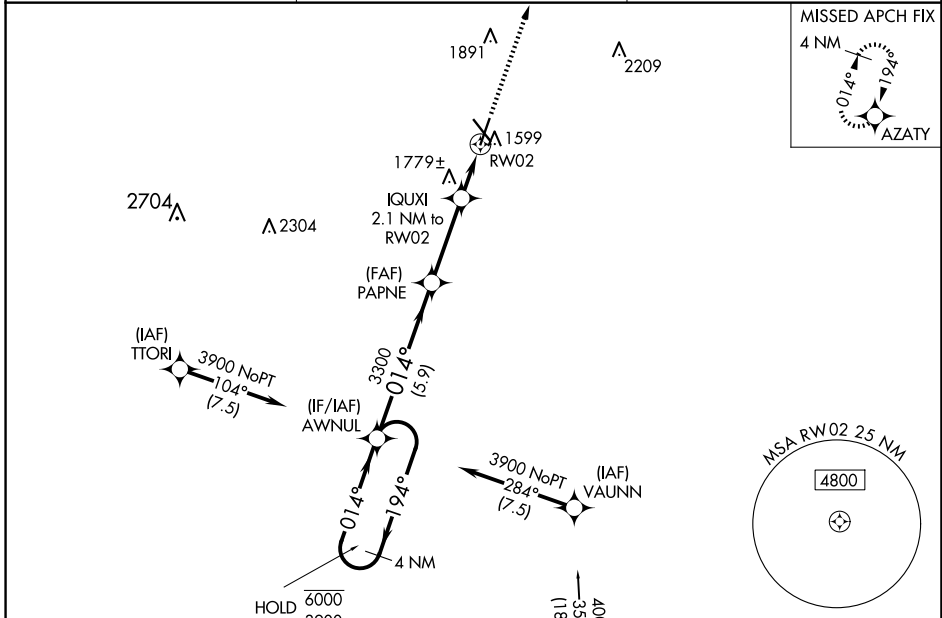 MISSED APCH FIX
4 NM
014°
194°
AZATY
1891
2209
1599
RW02
1779±
IQUXI
2.1 NM to
RW02
2704
2304
(FAF)
PAPNE
(IAF)
TTORI
3900 NoPT
104°
(7.5)
3300
014°
(5.9)
(IF/IAF)
AWNUL
014°
194°
4 NM
HOLD 6000
3900 NoPT
284°
(7.5)
(IAF)
VAUNN
MSA RW02 25 NM
4800